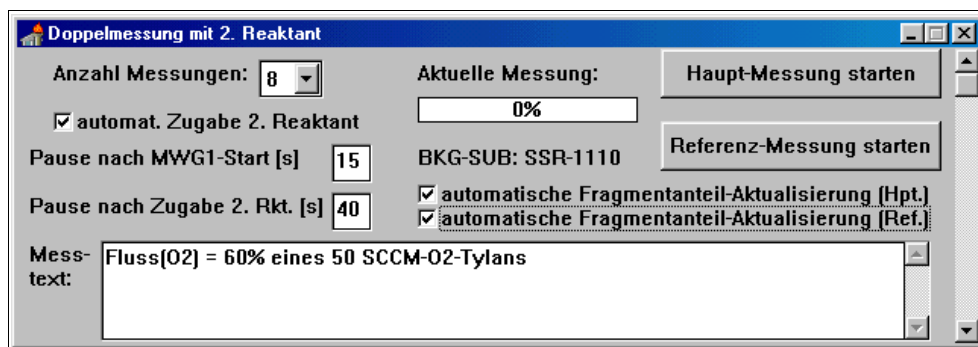 Doppelmessung mit 2. Reaktant
Anzahl Messungen: 8
Aktuelle Messung:
Haupt-Messung starten
0%
automat. Zugabe 2. Reaktant
Referenz-Messung starten
Pause nach MWG1-Start [s] 15
BKG-SUB: SSR-1110
automatische Fragmentanteil-Aktualisierung (Hpt.)
Pause nach Zugabe 2. Rkt. [s] 40
automatische Fragmentanteil-Aktualisierung (Ref.)
Mess-
text:
Fluss(O2) = 60% eines 50 SCCM-O2-Tylans